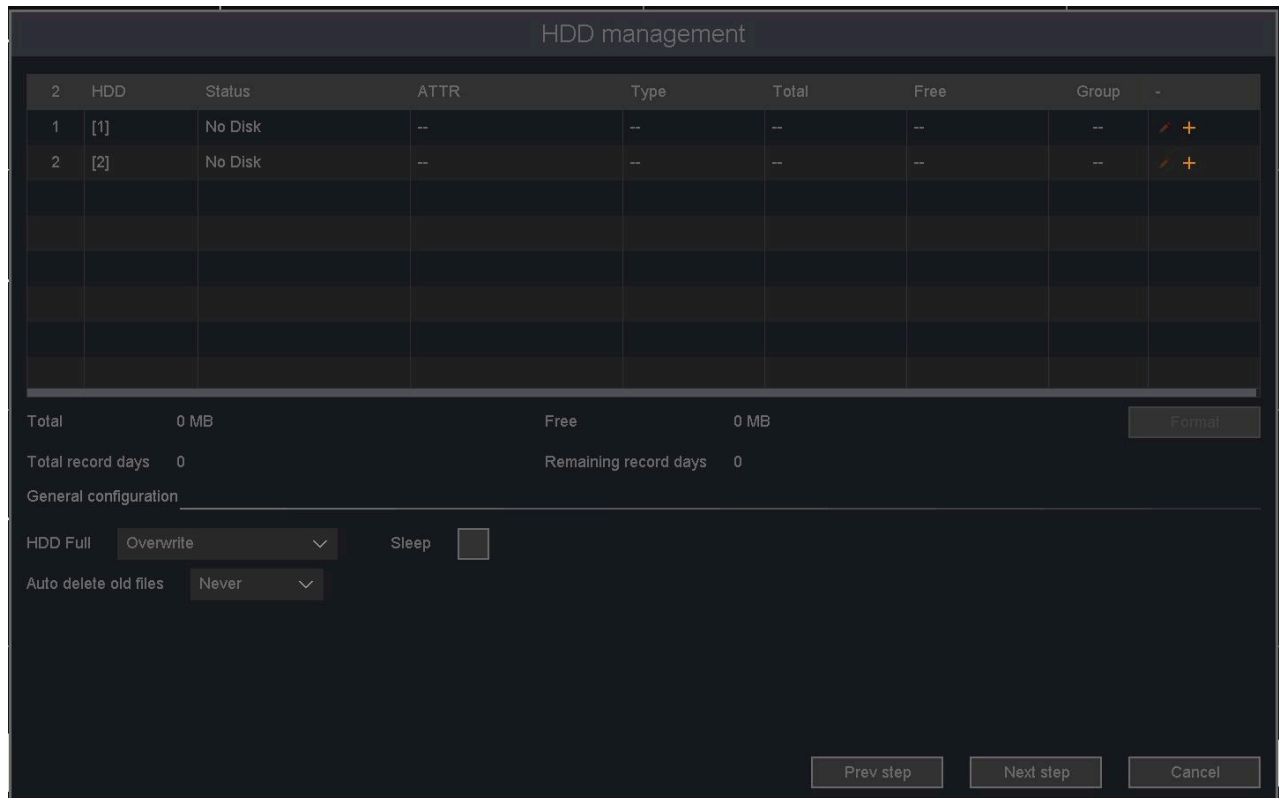 HDD management
2 HDD Status ATTR Type Total Free Group -
1 [1] No Disk -- -- -- -- -- +
2 [2] No Disk -- -- -- -- -- +
Total 0 MB Free 0 MB Format
Total record days 0 Remaining record days 0
General configuration
HDD Full Overwrite Sleep
Auto delete old files Never
Prev step Next step Cancel